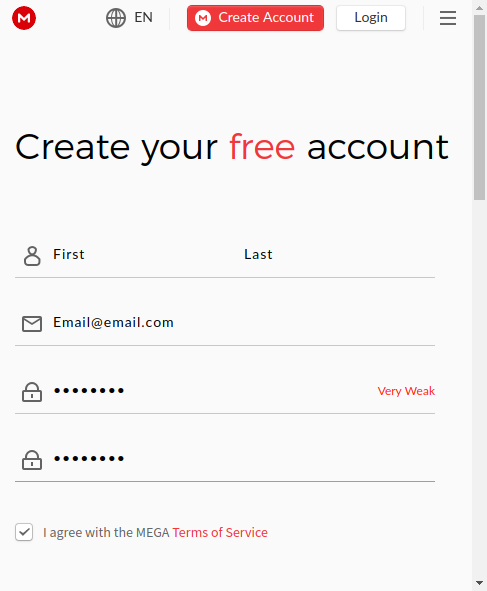 EN
Create Account
Login
Create your free account
First
Last
Email@email.com
••••••••
Very Weak
••••••••
I agree with the MEGA Terms of Service